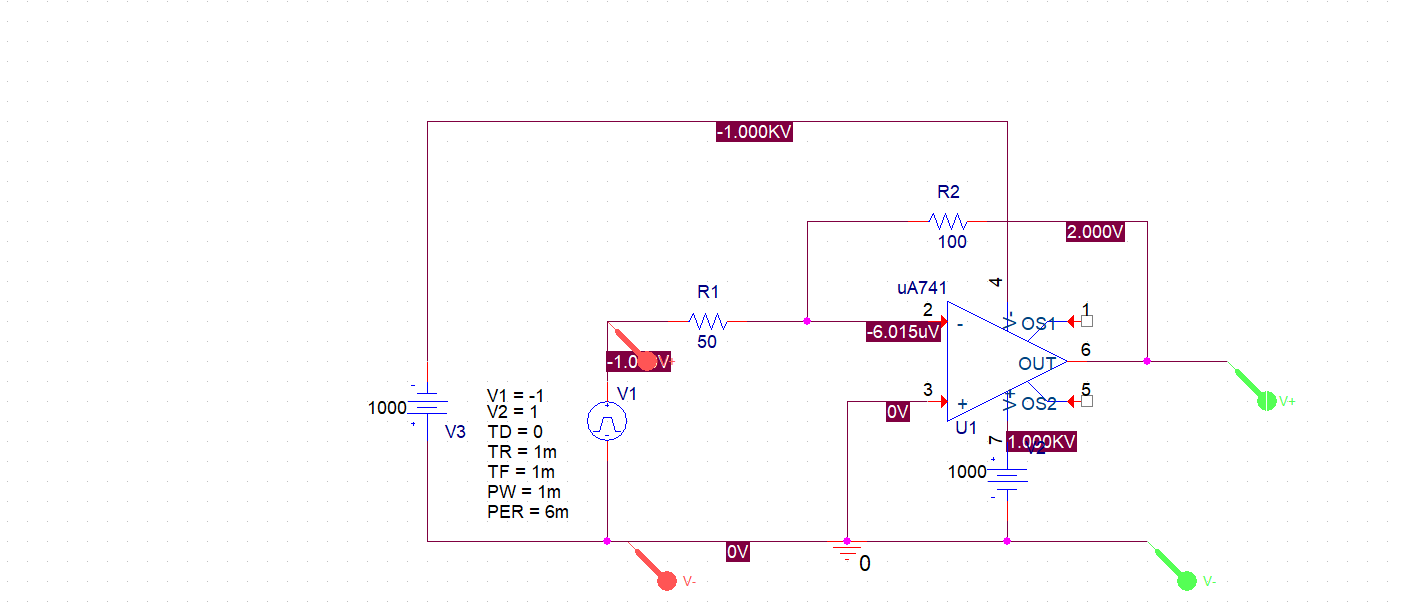 -1.000KV
R2
100
2.000V
4
uA741
R1
50
2
-
V-
OS1
1
-6.015uV
6
OUT
V+
-1.0
V+
V1
3
+
V+
OS2
5
0V
U1
-
1000
+
V3
V1 = -1
V2 = 1
TD = 0
TR = 1m
TF = 1m
PW = 1m
PER = 6m
+
-
7
1.000KV
V2
+
1000
-
0V
0
V-
V-